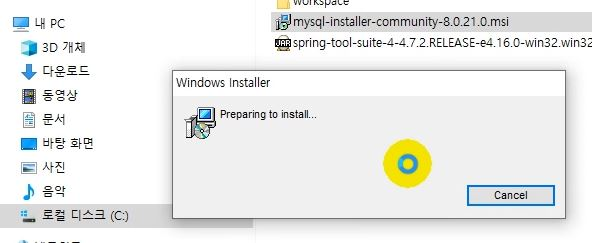 workspace
내 PC
mysql-installer-community-8.0.21.0.msi
3D 개체
spring-tool-suite-4-4.7.2.RELEASE-e4.16.0-win32.win32
다운로드
Windows Installer
동영상
Preparing to install...
문서
바탕 화면
사진
음악
Cancel
로컬 디스크 (C:)